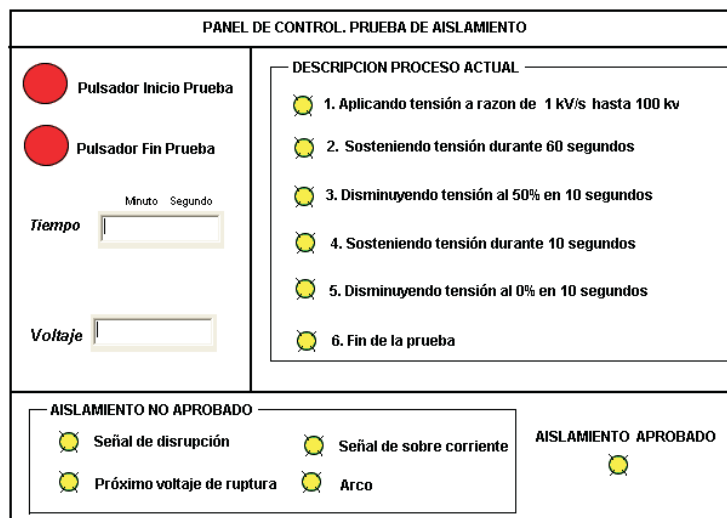 PANEL DE CONTROL. PRUEBA DE AISLAMIENTO
Pulsador Inicio Prueba
Pulsador Fin Prueba
Minuto Segundo
Tiempo
Voltaje
DESCRIPCION PROCESO ACTUAL
1. Aplicando tensión a razon de 1 kV/s hasta 100 kv
2. Sosteniendo tensión durante 60 segundos
3. Disminuyendo tensión al 50% en 10 segundos
4. Sosteniendo tensión durante 10 segundos
5. Disminuyendo tensión al 0% en 10 segundos
6. Fin de la prueba
AISLAMIENTO NO APROBADO
Señal de disrupción
Señal de sobre corriente
Próximo voltaje de ruptura
Arco
AISLAMIENTO APROBADO